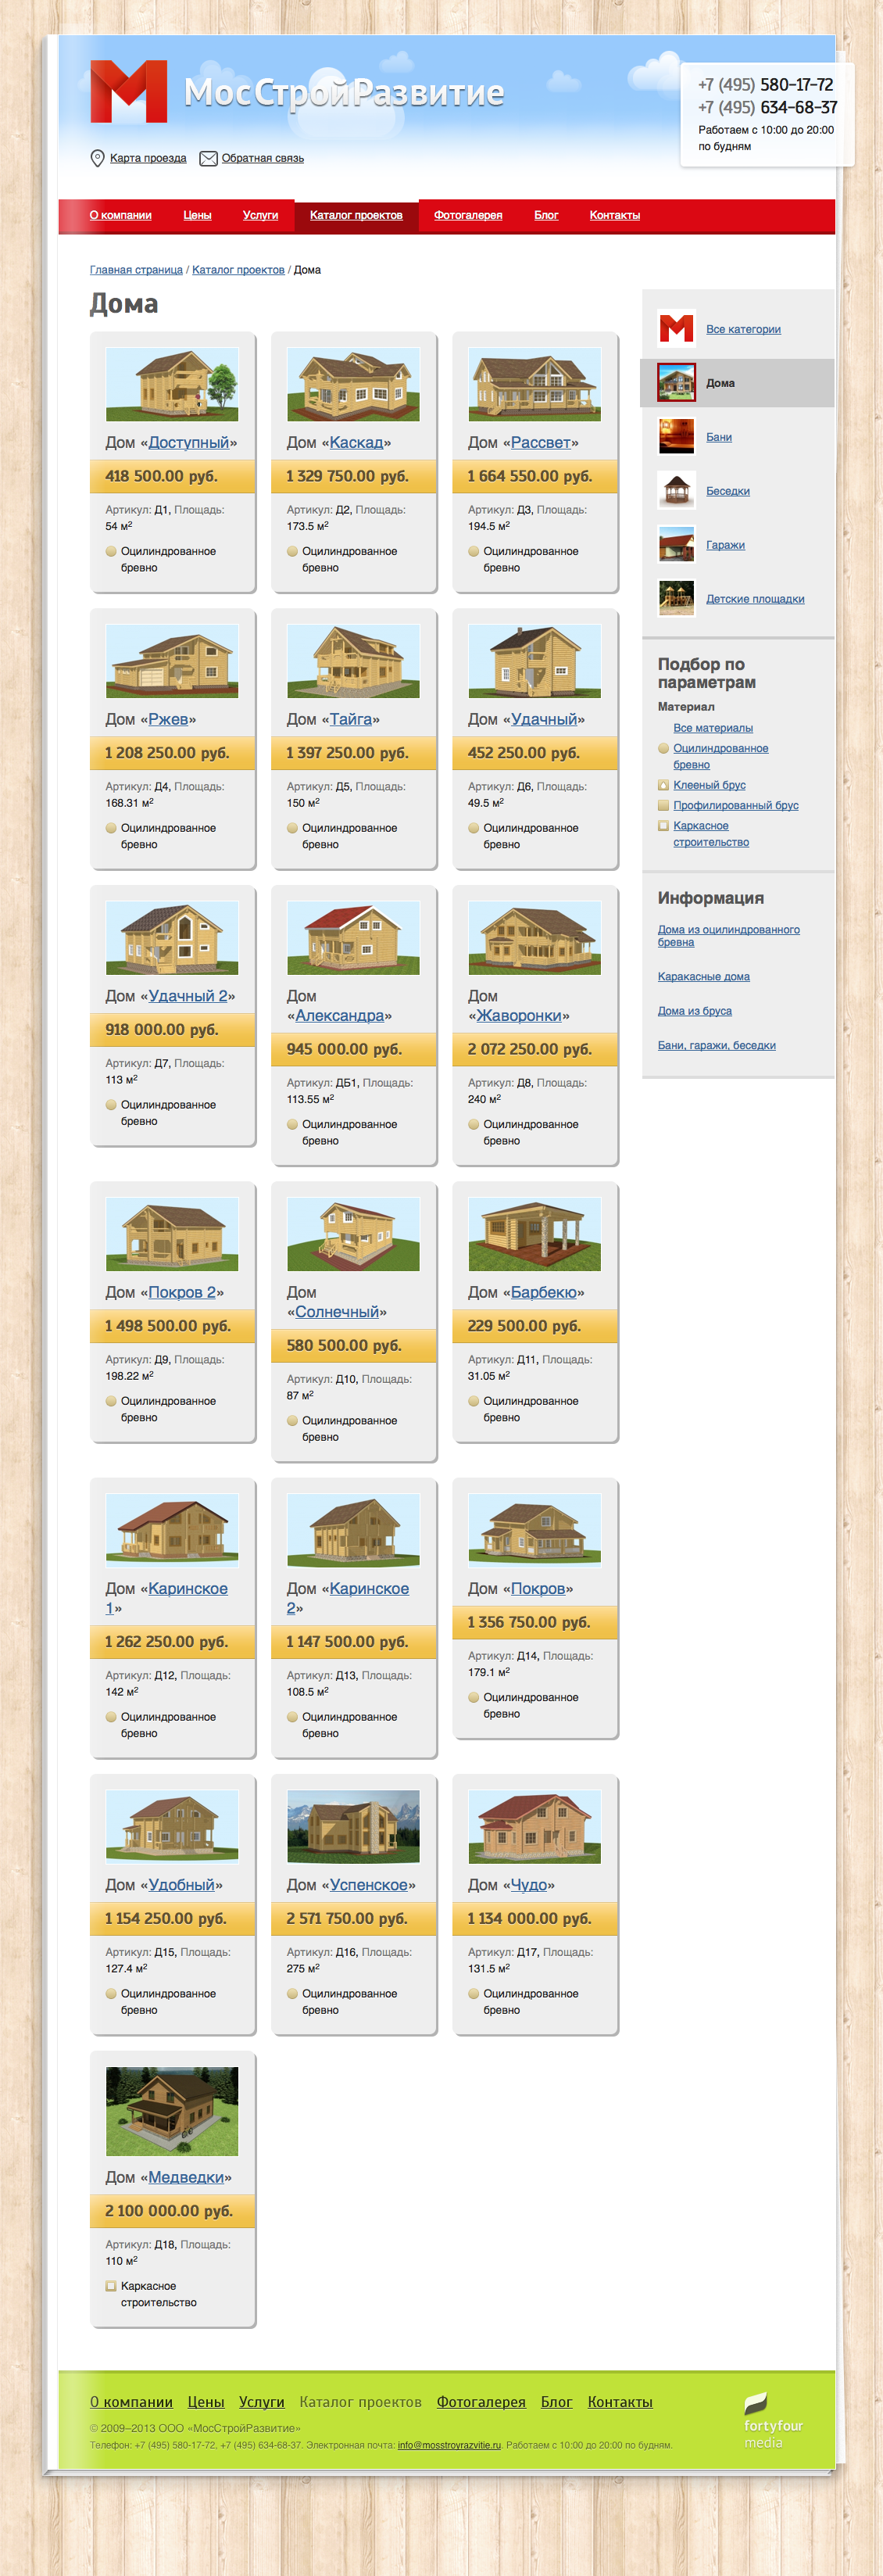 МосСтройРазвитие
+7 (495) 580-17-72
+7 (495) 634-68-37
Работаем с 10:00 до 20:00
по будням
Карта проезда Обратная связь
О компании Цены Услуги Каталог проектов Фотогалерея Блог Контакты
Главная страница / Каталог проектов / Дома
Дома
Дом «Доступный»
418 500.00 руб.
Артикул: Д1, Площадь:
54 м²
Оцилиндрованное
бревно
Дом «Каскад»
1 329 750.00 руб.
Артикул: Д2, Площадь:
173.5 м²
Оцилиндрованное
бревно
Дом «Рассвет»
1 664 550.00 руб.
Артикул: Д3, Площадь:
194.5 м²
Оцилиндрованное
бревно
Дом «Ржев»
1 208 250.00 руб.
Артикул: Д4, Площадь:
168.31 м²
Оцилиндрованное
бревно
Дом «Тайга»
1 397 250.00 руб.
Артикул: Д5, Площадь:
150 м²
Оцилиндрованное
бревно
Дом «Удачный»
452 250.00 руб.
Артикул: Д6, Площадь:
49.5 м²
Оцилиндрованное
бревно
Дом «Удачный 2»
918 000.00 руб.
Артикул: Д7, Площадь:
113 м²
Оцилиндрованное
бревно
Дом
«Александра»
945 000.00 руб.
Артикул: ДБ1, Площадь:
113.55 м²
Оцилиндрованное
бревно
Дом
«Жаворонки»
2 072 250.00 руб.
Артикул: Д8, Площадь:
240 м²
Оцилиндрованное
бревно
Дом «Покров 2»
1 498 500.00 руб.
Артикул: Д9, Площадь:
198.22 м²
Оцилиндрованное
бревно
Дом
«Солнечный»
580 500.00 руб.
Артикул: Д10, Площадь:
87 м²
Оцилиндрованное
бревно
Дом «Барбекю»
229 500.00 руб.
Артикул: Д11, Площадь:
31.05 м²
Оцилиндрованное
бревно
Дом «Каринское
1»
1 262 250.00 руб.
Артикул: Д12, Площадь:
142 м²
Оцилиндрованное
бревно
Дом «Каринское
2»
1 147 500.00 руб.
Артикул: Д13, Площадь:
108.5 м²
Оцилиндрованное
бревно
Дом «Покров»
1 356 750.00 руб.
Артикул: Д14, Площадь:
179.1 м²
Оцилиндрованное
бревно
Дом «Удобный»
1 154 250.00 руб.
Артикул: Д15, Площадь:
127.4 м²
Оцилиндрованное
бревно
Дом «Успенское»
2 571 750.00 руб.
Артикул: Д16, Площадь:
275 м²
Оцилиндрованное
бревно
Дом «Чудо»
1 134 000.00 руб.
Артикул: Д17, Площадь:
131.5 м²
Оцилиндрованное
бревно
Дом «Медведки»
2 100 000.00 руб.
Артикул: Д18, Площадь:
110 м²
Каркасное
строительство
Все категории
Дома
Бани
Беседки
Гаражи
Детские площадки
Подбор по
параметрам
Материал
Все материалы
Оцилиндрованное
бревно
Клееный брус
Профилированный брус
Каркасное
строительство
Информация
Дома из оцилиндрованного
бревна
Каракасные дома
Дома из бруса
Бани, гаражи, беседки
О компании Цены Услуги Каталог проектов Фотогалерея Блог Контакты
© 2009–2013 ООО «МосСтройРазвитие»
Телефон: +7 (495) 580-17-72, +7 (495) 634-68-37. Электронная почта: info@mosstroyrazvitie.ru. Работаем с 10:00 до 20:00 по будням.
fortyfour
media